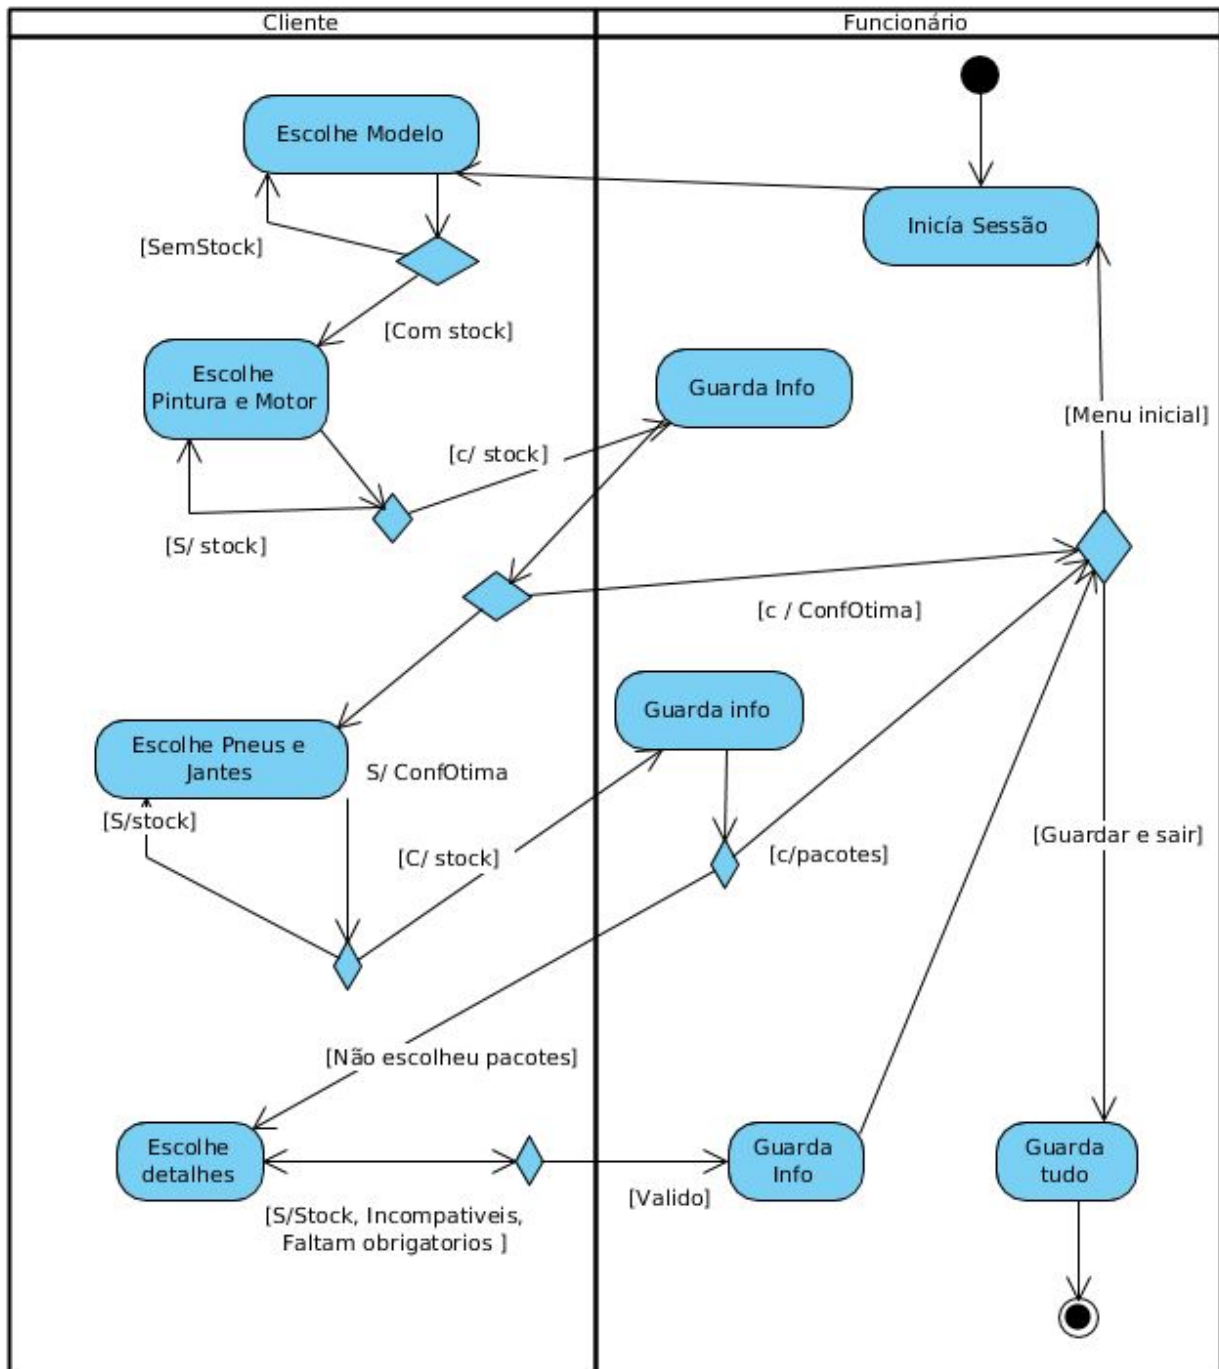 Cliente
Funcionário
Escolhe Modelo
Inicía Sessão
[SemStock]
[Com stock]
Escolhe
Pintura e Motor
Guarda Info
[Menu inicial]
[c/ stock]
[S/ stock]
[c / ConfOtima]
Guarda info
Escolhe Pneus e
Jantes
S/ ConfOtima
[S/stock]
[Guardar e sair]
[C/ stock]
[c/pacotes]
[Não escolheu pacotes]
Escolhe
detalhes
Guarda
Info
Guarda
tudo
[Valido]
[S/Stock, Incompativeis,
Faltam obrigatorios ]